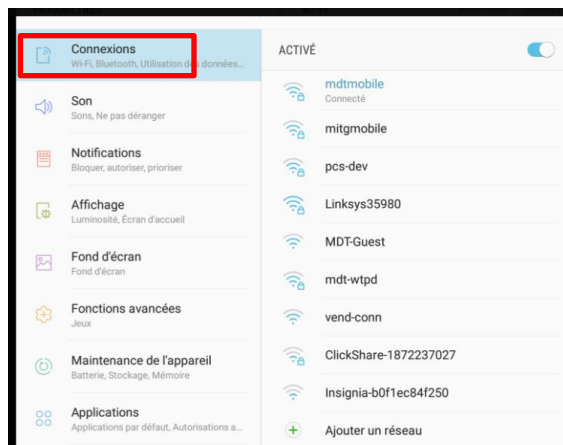 Connexions
Wi-Fi, Bluetooth, Utilisation des données...
Son
Sons, Ne pas déranger
Notifications
Bloquer, autoriser, prioriser
Affichage
Luminosité, Écran d'accueil
Fond d'écran
Fond d'écran
Fonctions avancées
Jeux
Maintenance de l'appareil
Batterie, Stockage, Mémoire
Applications
Applications par défaut, Autorisations a...
ACTIVÉ
mdtmobile
Connecté
mitgmobile
pcs-dev
Linksys35980
MDT-Guest
mdt-wtpd
vend-conn
ClickShare-1872237027
Insignia-b0f1ec84f250
Ajouter un réseau